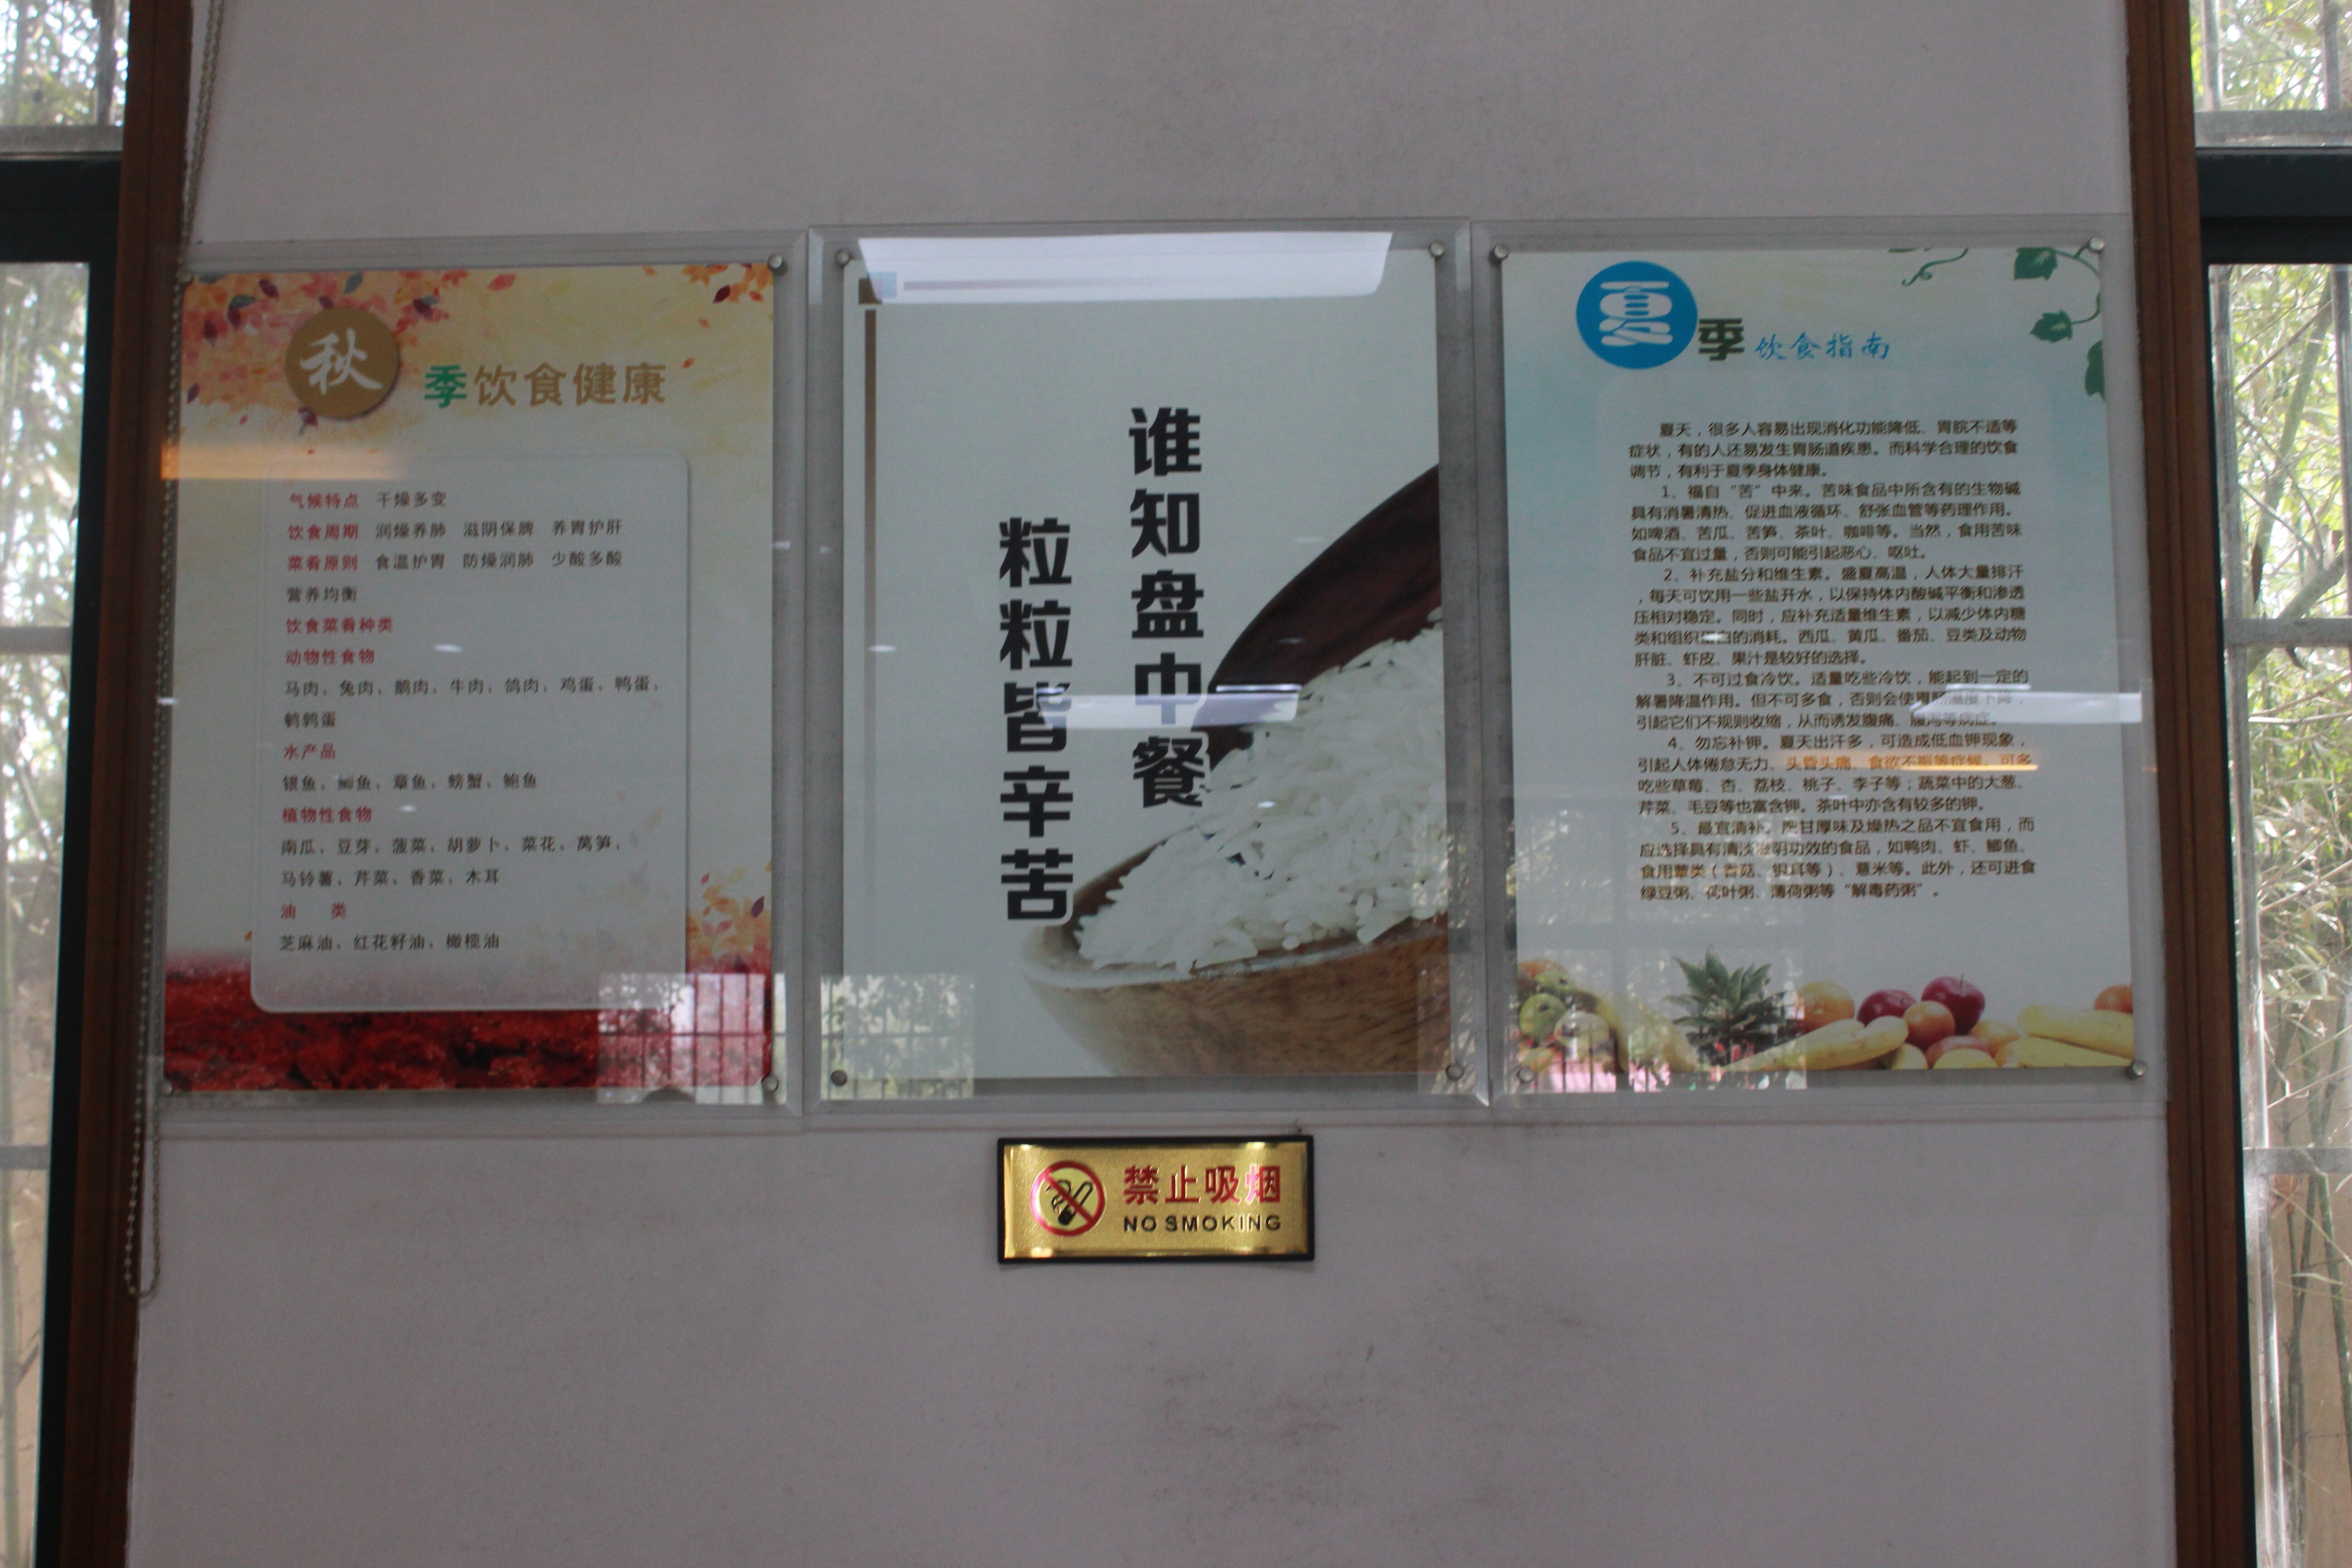 秋季饮食健康
气候特点 干燥多变
饮食周期 润燥养肺 滋阴保脾 养胃护肝
菜肴原则 食温护胃 防燥润肺 少酸多酸
营养均衡
饮食菜肴种类
动物性食物
马肉、兔肉、鹅肉、牛肉、鸽肉、鸡蛋、鸭蛋、
鹌鹑蛋
水产品
银鱼、鲫鱼、章鱼、螃蟹、鲍鱼
植物性食物
南瓜、豆芽、菠菜、胡萝卜、菜花、莴笋、
马铃薯、芹菜、香菜、木耳
油 类
芝麻油、红花籽油、橄榄油
谁知盘中餐
粒粒皆辛苦
夏季饮食指南
夏天，很多人容易出现消化功能降低、胃脘不适等
症状，有的人还易发生胃肠道疾患。而科学合理的饮食
调节，有利于夏季身体健康。
1、福自“苦”中来。苦味食品中所含有的生物碱
具有消暑清热、促进血液循环、舒张血管等药理作用。
如啤酒、苦瓜、苦笋、茶叶、咖啡等。当然，食用苦味
食品不宜过量，否则可能引起恶心、呕吐。
2、补充盐分和维生素。盛夏高温，人体大量排汗
，每天可饮用一些盐开水，以保持体内酸碱平衡和渗透
压相对稳定。同时，应补充适量维生素，以减少体内糖
类和组织蛋白的消耗。西瓜、黄瓜、番茄、豆类及动物
肝脏、虾皮、果汁是较好的选择。
3、不可过食冷饮。适量吃些冷饮，能起到一定的
解暑降温作用。但不可多食，否则会使胃肠温度下降，
引起它们不规则收缩，从而诱发腹痛、腹泻等病症。
4、勿忘补钾。夏天出汗多，可造成低血钾现象，
引起人体倦怠无力、头昏头痛、食欲不振等症候。可多
吃些草莓、杏、荔枝、桃子、李子等；蔬菜中的大葱、
芹菜、毛豆等也富含钾。茶叶中亦含有较多的钾。
5、最宜清补。肥甘厚味及燥热之品不宜食用，而
应选择具有清淡滋阴功效的食品，如鸭肉、虾、鲫鱼、
食用蕈类（香菇、银耳等）、薏米等。此外，还可进食
绿豆粥、荷叶粥、薄荷粥等“解毒药粥”。
禁止吸烟
NO SMOKING